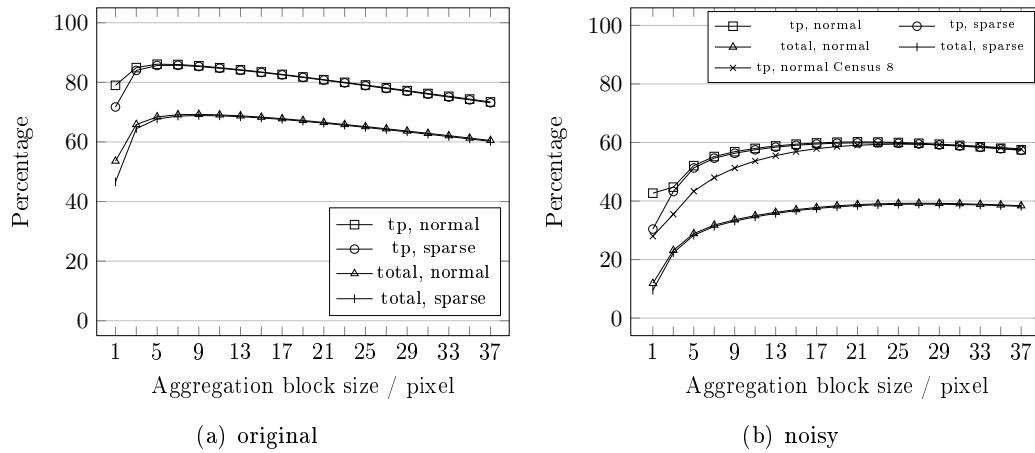 100
80
60
40
20
0
Percentage
tp, normal
tp, sparse
total, normal
total, sparse
1 5 9 13 17 21 25 29 33 37
Aggregation block size / pixel
(a) original
100
80
60
40
20
0
Percentage
tp, normal tp, sparse
total, normal total, sparse
tp, normal Census 8
1 5 9 13 17 21 25 29 33 37
Aggregation block size / pixel
(b) noisy